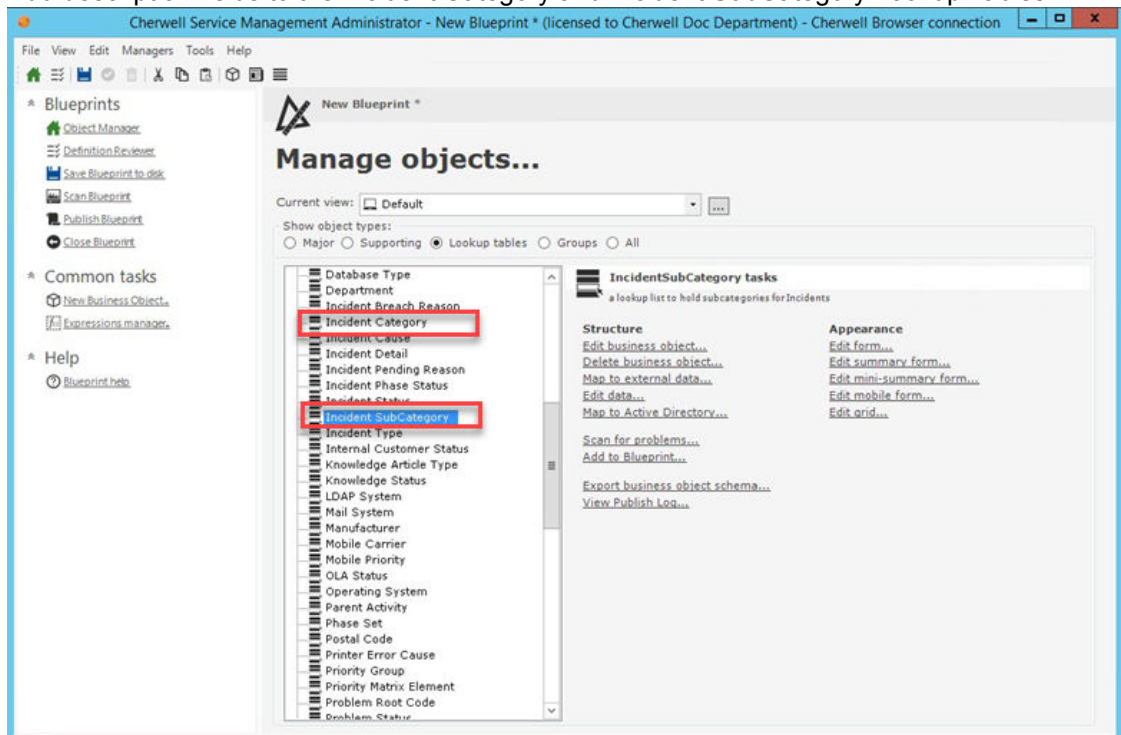 Cherwell Service Management Administrator - New Blueprint * (licensed to Cherwell Doc Department) - Cherwell Browser connection
File View Edit Managers Tools Help
Blueprints
Object Manager
Definition Reviewer
Save Blueprint to disk
Scan Blueprint
Publish Blueprint
Close Blueprint
Common tasks
New Business Object...
Expressions manager...
Help
Blueprint help
New Blueprint *
Manage objects...
Current view: Default ...
Show object types:
Major Supporting Lookup tables Groups All
Database Type
Department
Incident Breach Reason
Incident Category
Incident Cause
Incident Detail
Incident Pending Reason
Incident Phase Status
Incident Status
Incident SubCategory
Incident Type
Internal Customer Status
Knowledge Article Type
Knowledge Status
LDAP System
Mail System
Manufacturer
Mobile Carrier
Mobile Priority
OLA Status
Operating System
Parent Activity
Phase Set
Postal Code
Printer Error Cause
Priority Group
Priority Matrix Element
Problem Root Code
Problem Status
IncidentSubCategory tasks
a lookup list to hold subcategories for Incidents
Structure
Edit business object...
Delete business object...
Map to external data...
Edit data...
Map to Active Directory...
Scan for problems...
Add to Blueprint...
Export business object schema...
View Publish Log...
Appearance
Edit form...
Edit summary form...
Edit mini-summary form...
Edit mobile form...
Edit grid...